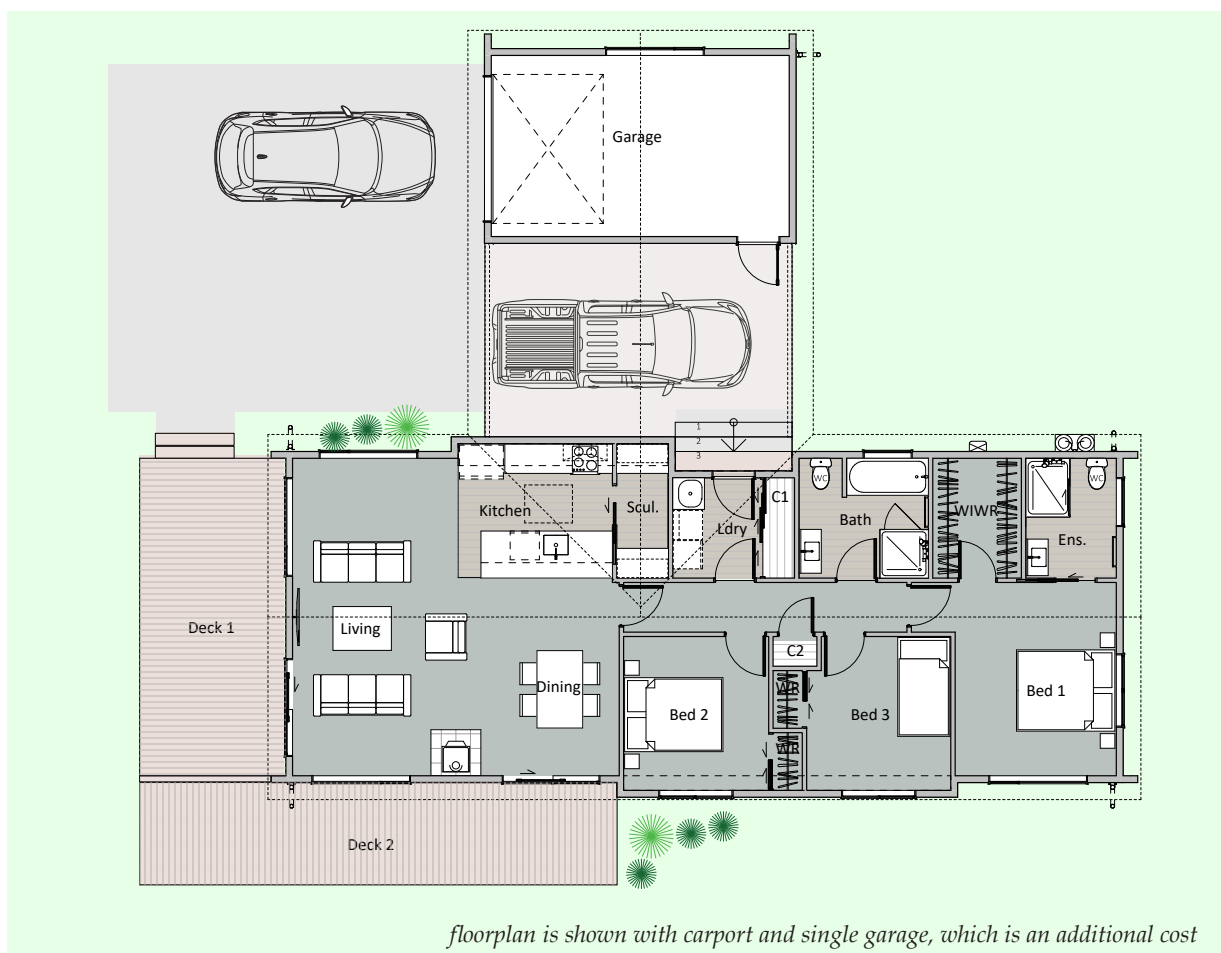 Garage
1
2
3
WC
C1
WC
Kitchen
Scul.
Ldry
Bath
WIWR
Ens.
Deck 1
Living
Dining
C2
WR
Bed 2
Bed 3
Bed 1
WR
Deck 2
floorplan is shown with carport and single garage, which is an additional cost